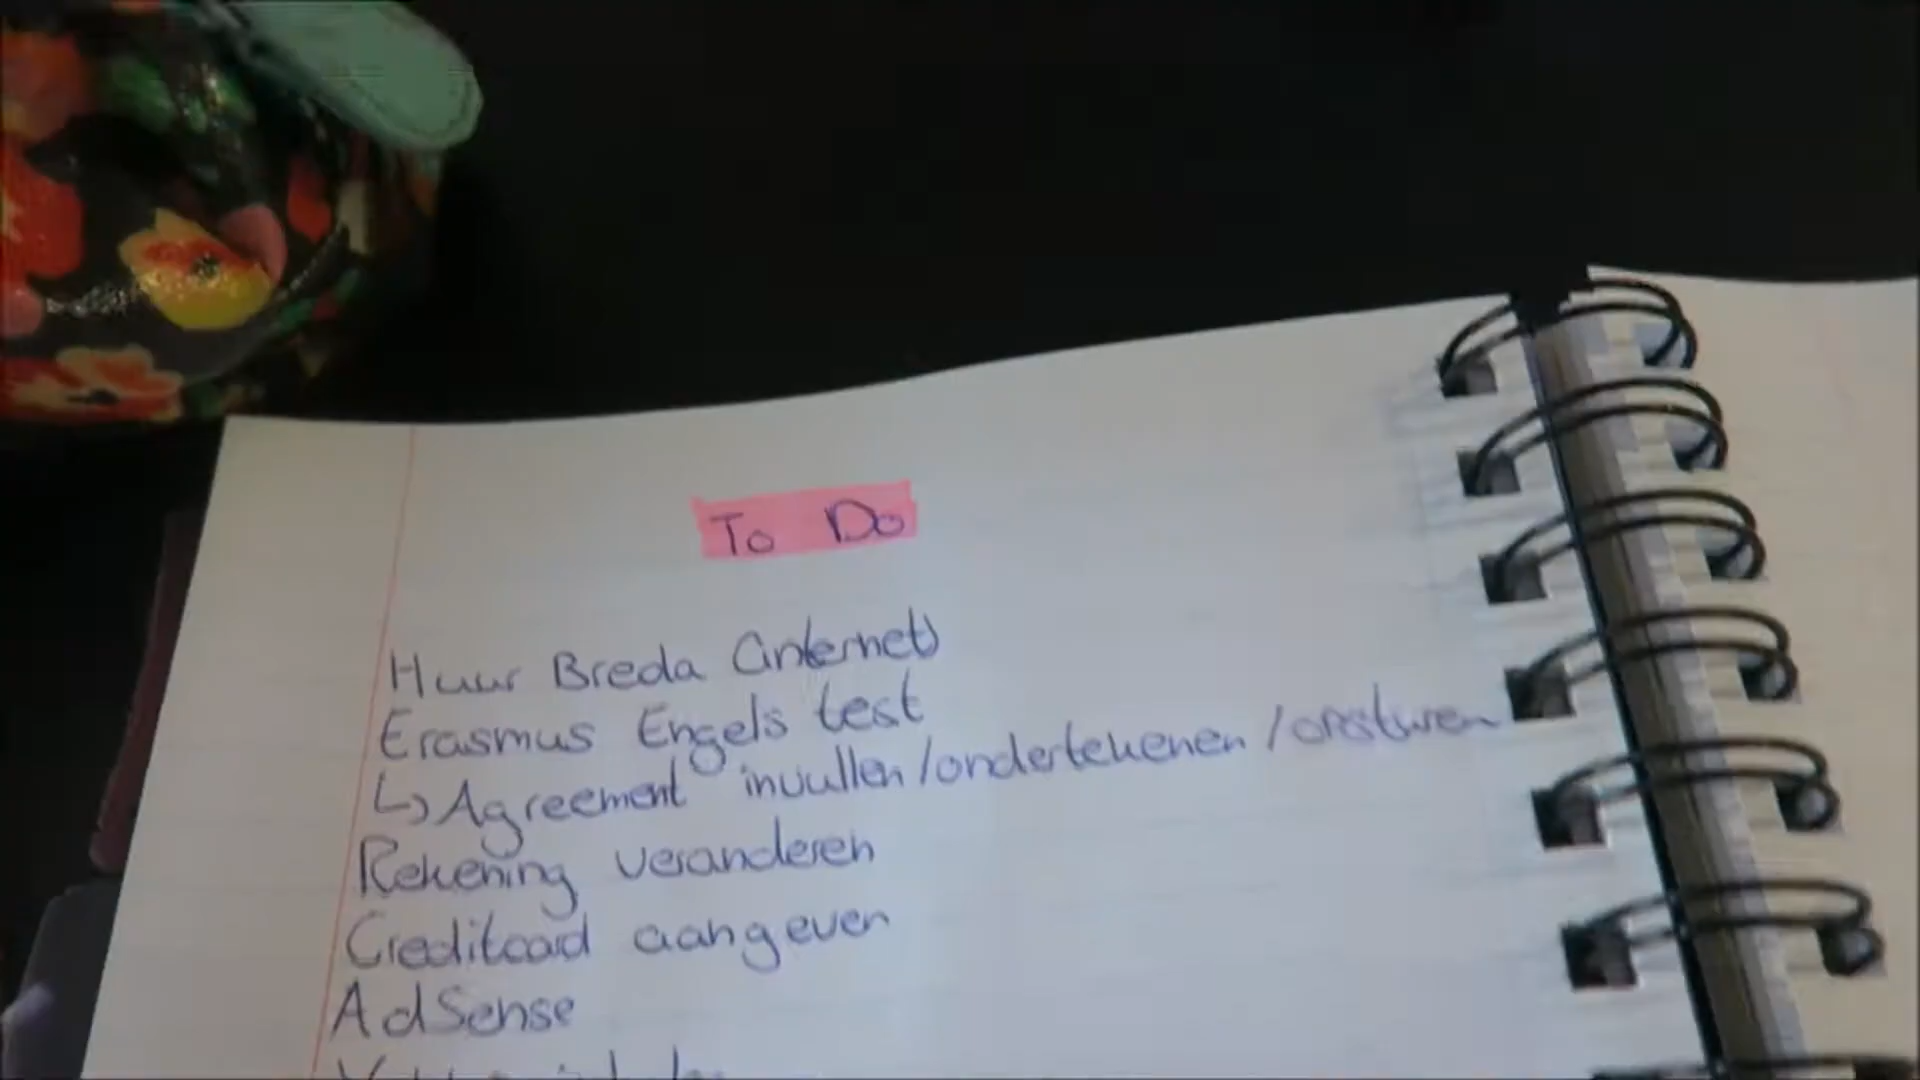 To Do
Huur Breda (internet)
Erasmus Engels test
↳ Agreement invullen/ondertekenen/opsturen
Rekening veranderen
Creditcard aangeven
AdSense